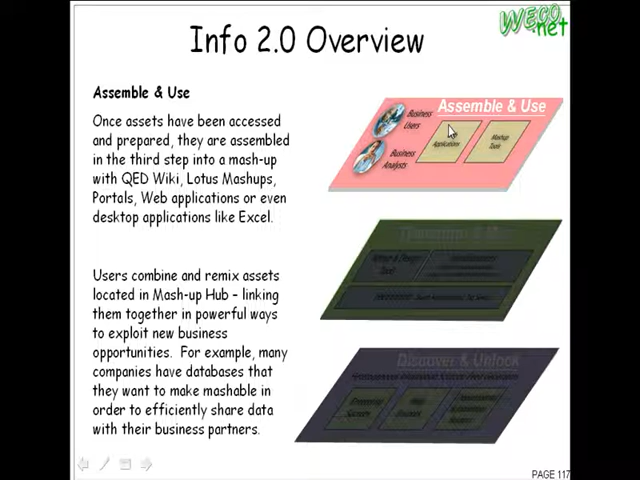 WECO
.net
Info 2.0 Overview
Assemble & Use
Once assets have been accessed
and prepared, they are assembled
in the third step into a mash-up
with QED Wiki, Lotus Mashups,
Portals, Web applications or even
desktop applications like Excel.
Users combine and remix assets
located in Mash-up Hub – linking
them together in powerful ways
to exploit new business
opportunities. For example, many
companies have databases that
they want to make mashable in
order to efficiently share data
with their business partners.
Assemble & Use
Business
Users
Business
Analysts
Applications
Mashup
Tools
Discover & Unlock
PAGE 117